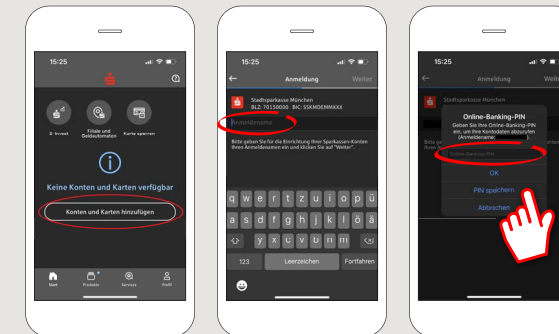 15:25
E-Invest
Filiale und
Geldautomaten
Karte sperren
Keine Konten und Karten verfügbar
Konten und Karten hinzufügen
Start
Produkte
Services
Profil
15:25
Anmeldung
Weiter
Stadtsparkasse München
BLZ: 70150000 BIC: SSKMDEMMXXX
Anmeldename
Bitte geben Sie für die Einrichtung Ihrer Sparkassen-Konten
Ihren Anmeldenamen ein und klicken Sie auf "Weiter".
q w e r t z u i o p ü
a s d f g h j k l ö ä
y x c v b n m
123
Leerzeichen
Fortfahren
15:25
Anmeldung
Weiter
Stadtsparkasse München
Online-Banking-PIN
Geben Sie Ihre Online-Banking-PIN
ein, um Ihre Kontodaten abzurufen
(Anmeldename: ).
Online-Banking-PIN
OK
PIN speichern
Abbrechen